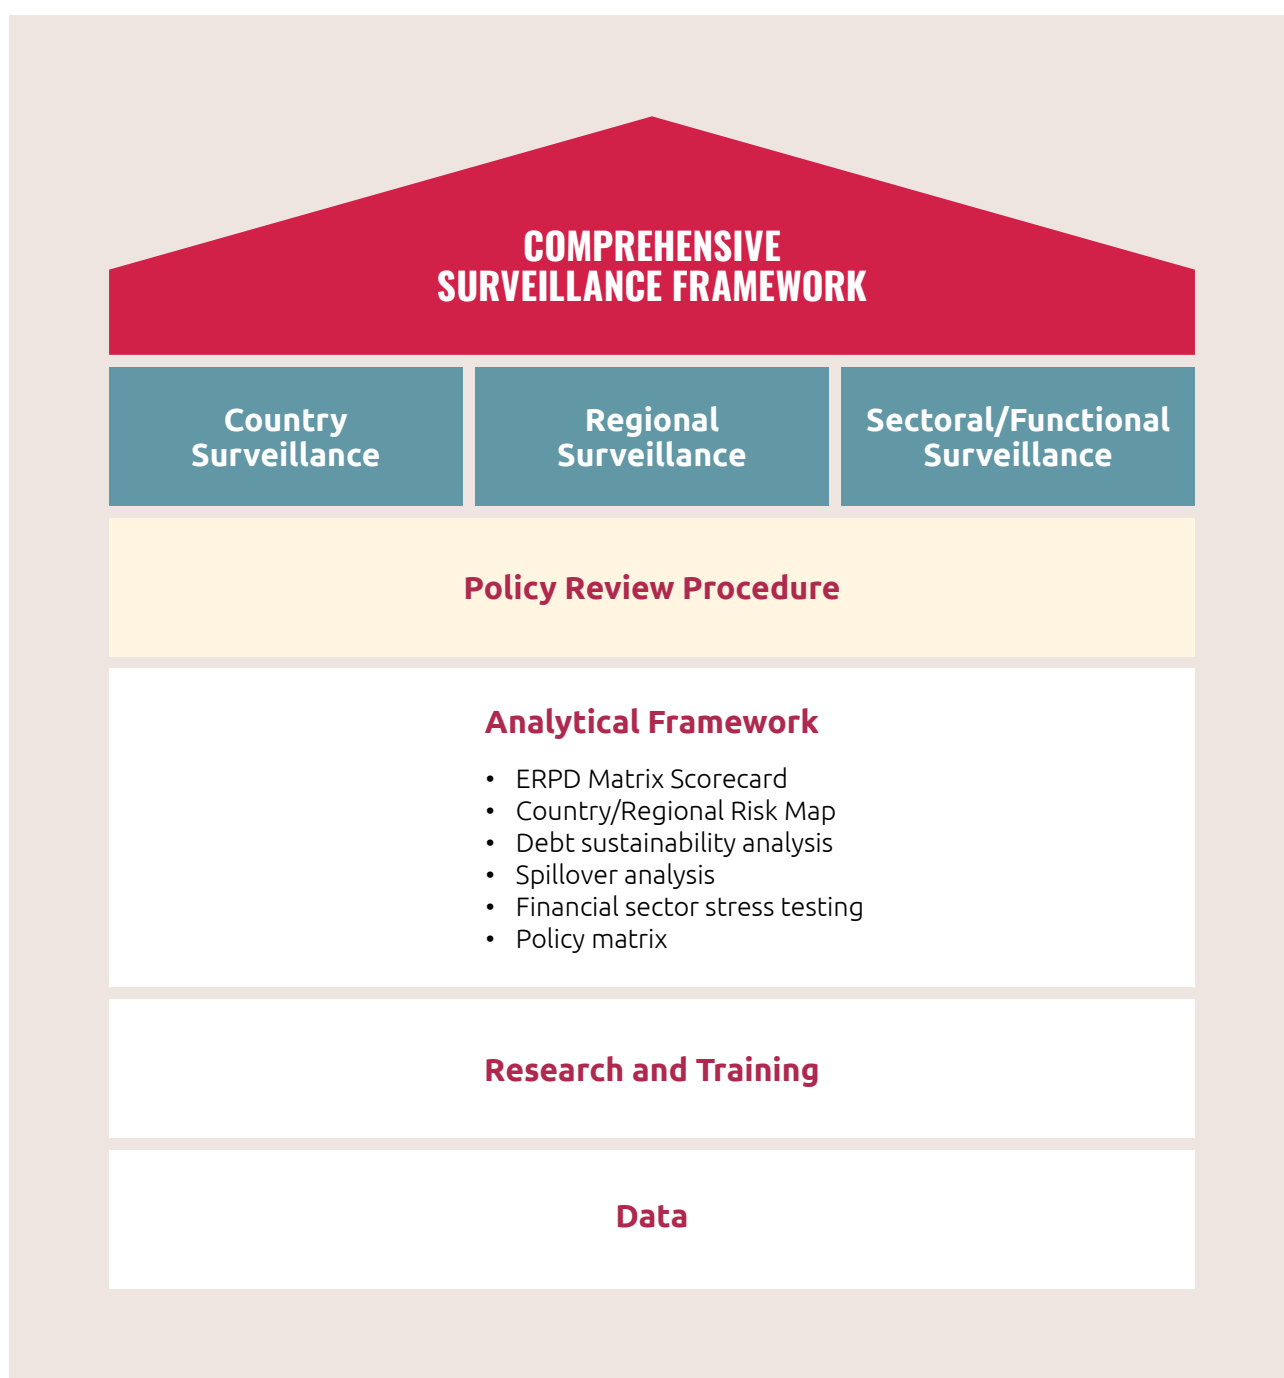 COMPREHENSIVE
SURVEILLANCE FRAMEWORK
Country
Surveillance
Regional
Surveillance
Sectoral/Functional
Surveillance
Policy Review Procedure
Analytical Framework
• ERPD Matrix Scorecard
• Country/Regional Risk Map
• Debt sustainability analysis
• Spillover analysis
• Financial sector stress testing
• Policy matrix
Research and Training
Data